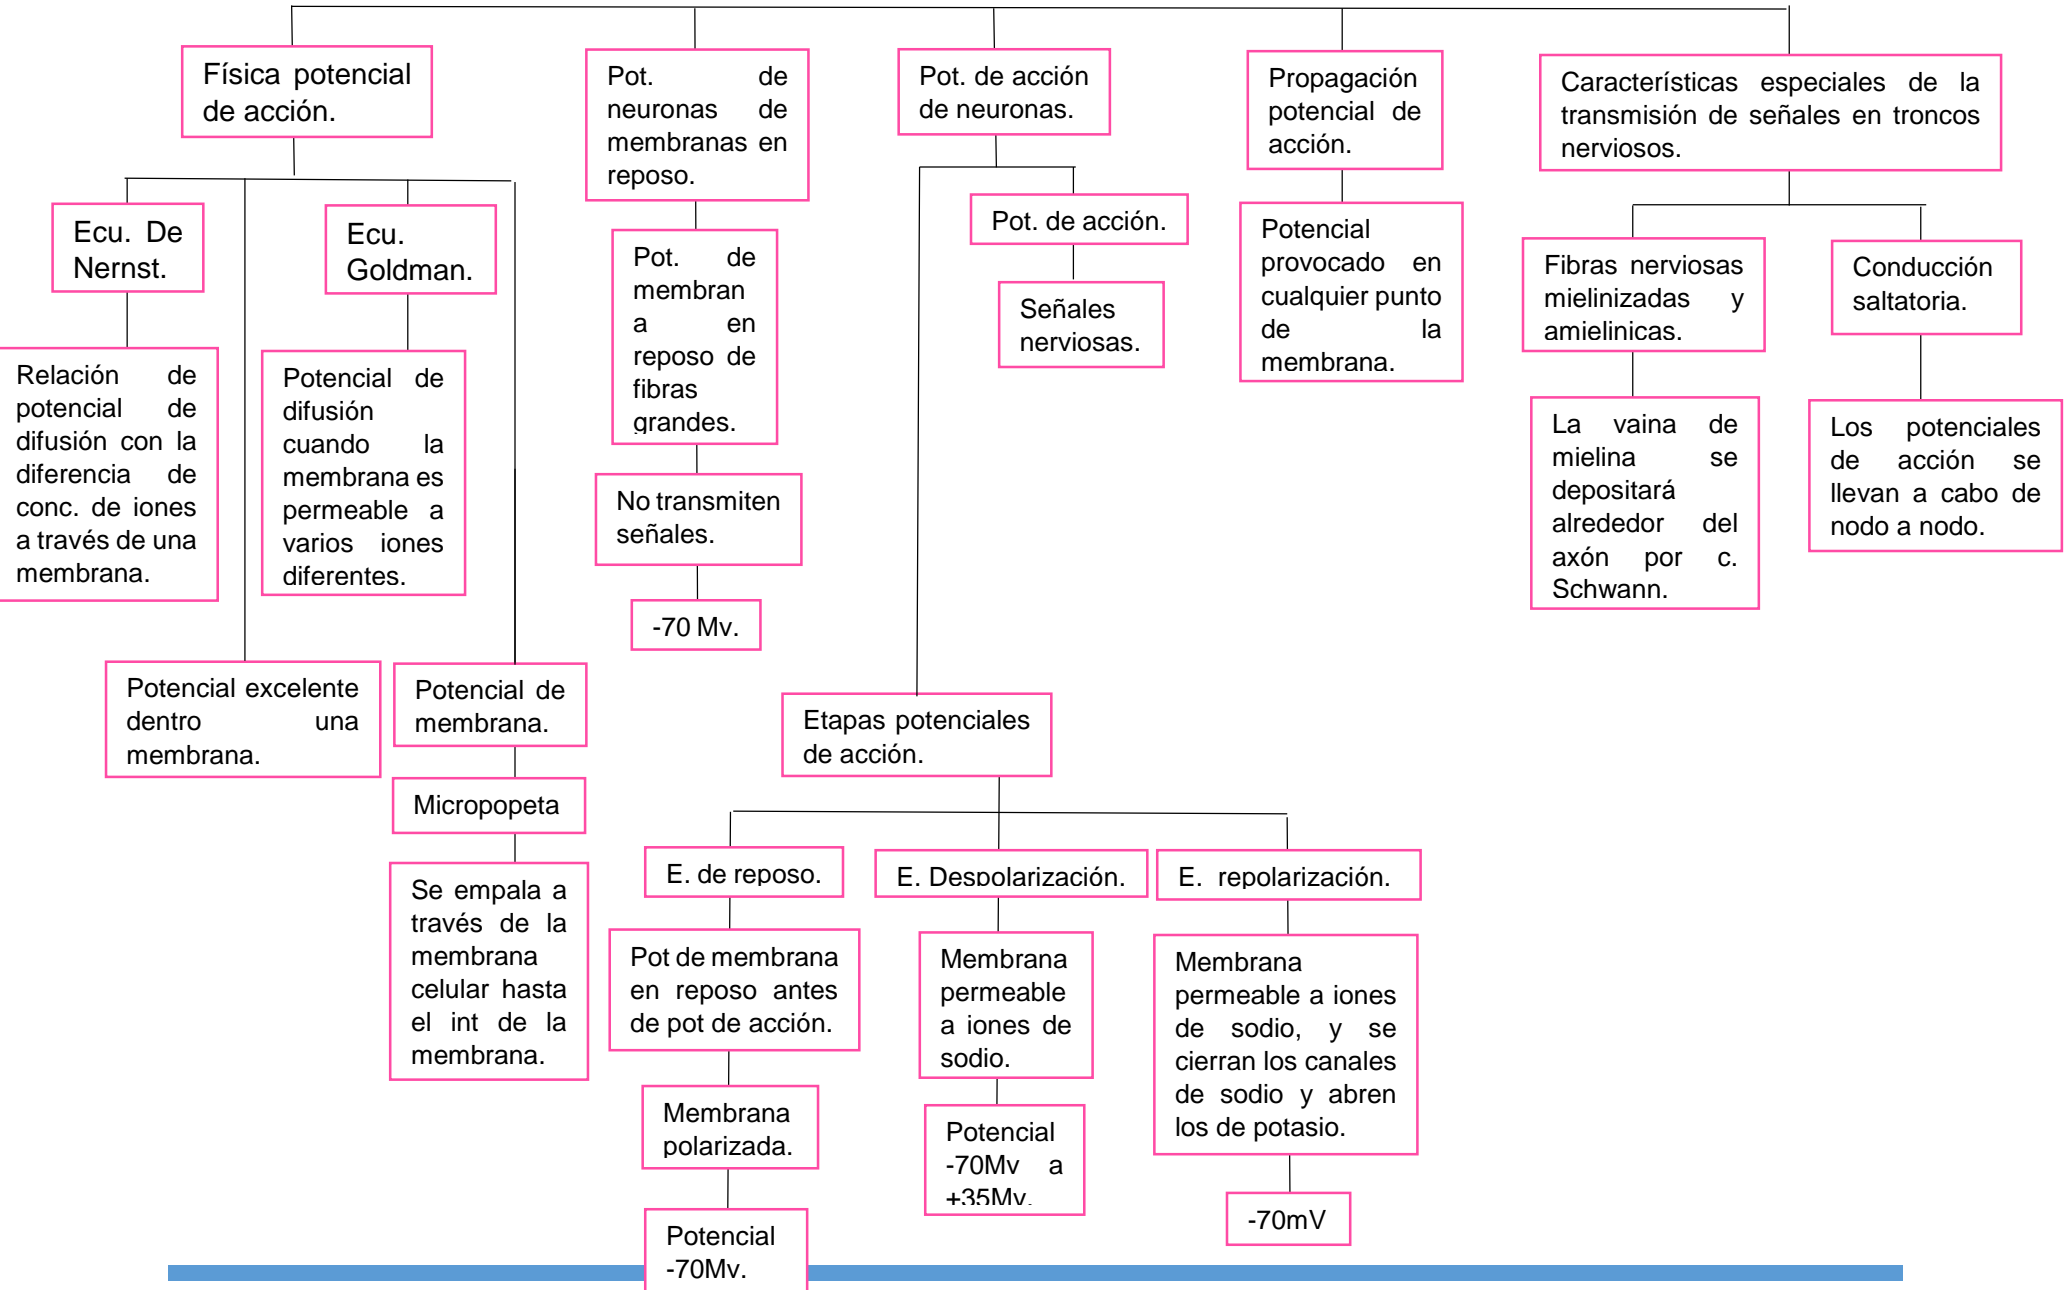 Física potencial
de acción.
Pot. de
neuronas de
membranas en
reposo.
Pot. de acción
de neuronas.
Propagación
potencial de
acción.
Características especiales de la
transmisión de señales en troncos
nerviosos.
Ecu. De
Nernst.
Ecu.
Goldman.
Pot. de
membran
a en
reposo de
fibras
grandes.
Pot. de acción.
Señales
nerviosas.
Potencial
provocado en
cualquier punto
de la
membrana.
Fibras nerviosas
mielinizadas y
amielinicas.
Conducción
saltatoria.
Relación de
potencial de
difusión con la
diferencia de
conc. de iones
a través de una
membrana.
Potencial de
difusión
cuando la
membrana es
permeable a
varios iones
diferentes.
No transmiten
señales.
-70 Mv.
La vaina de
mielina se
depositará
alrededor del
axón por c.
Schwann.
Los potenciales
de acción se
llevan a cabo de
nodo a nodo.
Potencial excelente
dentro una
membrana.
Potencial de
membrana.
Micropopeta
Se empala a
través de la
membrana
celular hasta
el int de la
membrana.
Etapas potenciales
de acción.
E. de reposo.
E. Despolarización.
E. repolarización.
Pot de membrana
en reposo antes
de pot de acción.
Membrana
polarizada.
Potencial
-70Mv.
Membrana
permeable
a iones de
sodio.
Potencial
-70Mv a
+35Mv.
Membrana
permeable a iones
de sodio, y se
cierran los canales
de sodio y abren
los de potasio.
-70mV